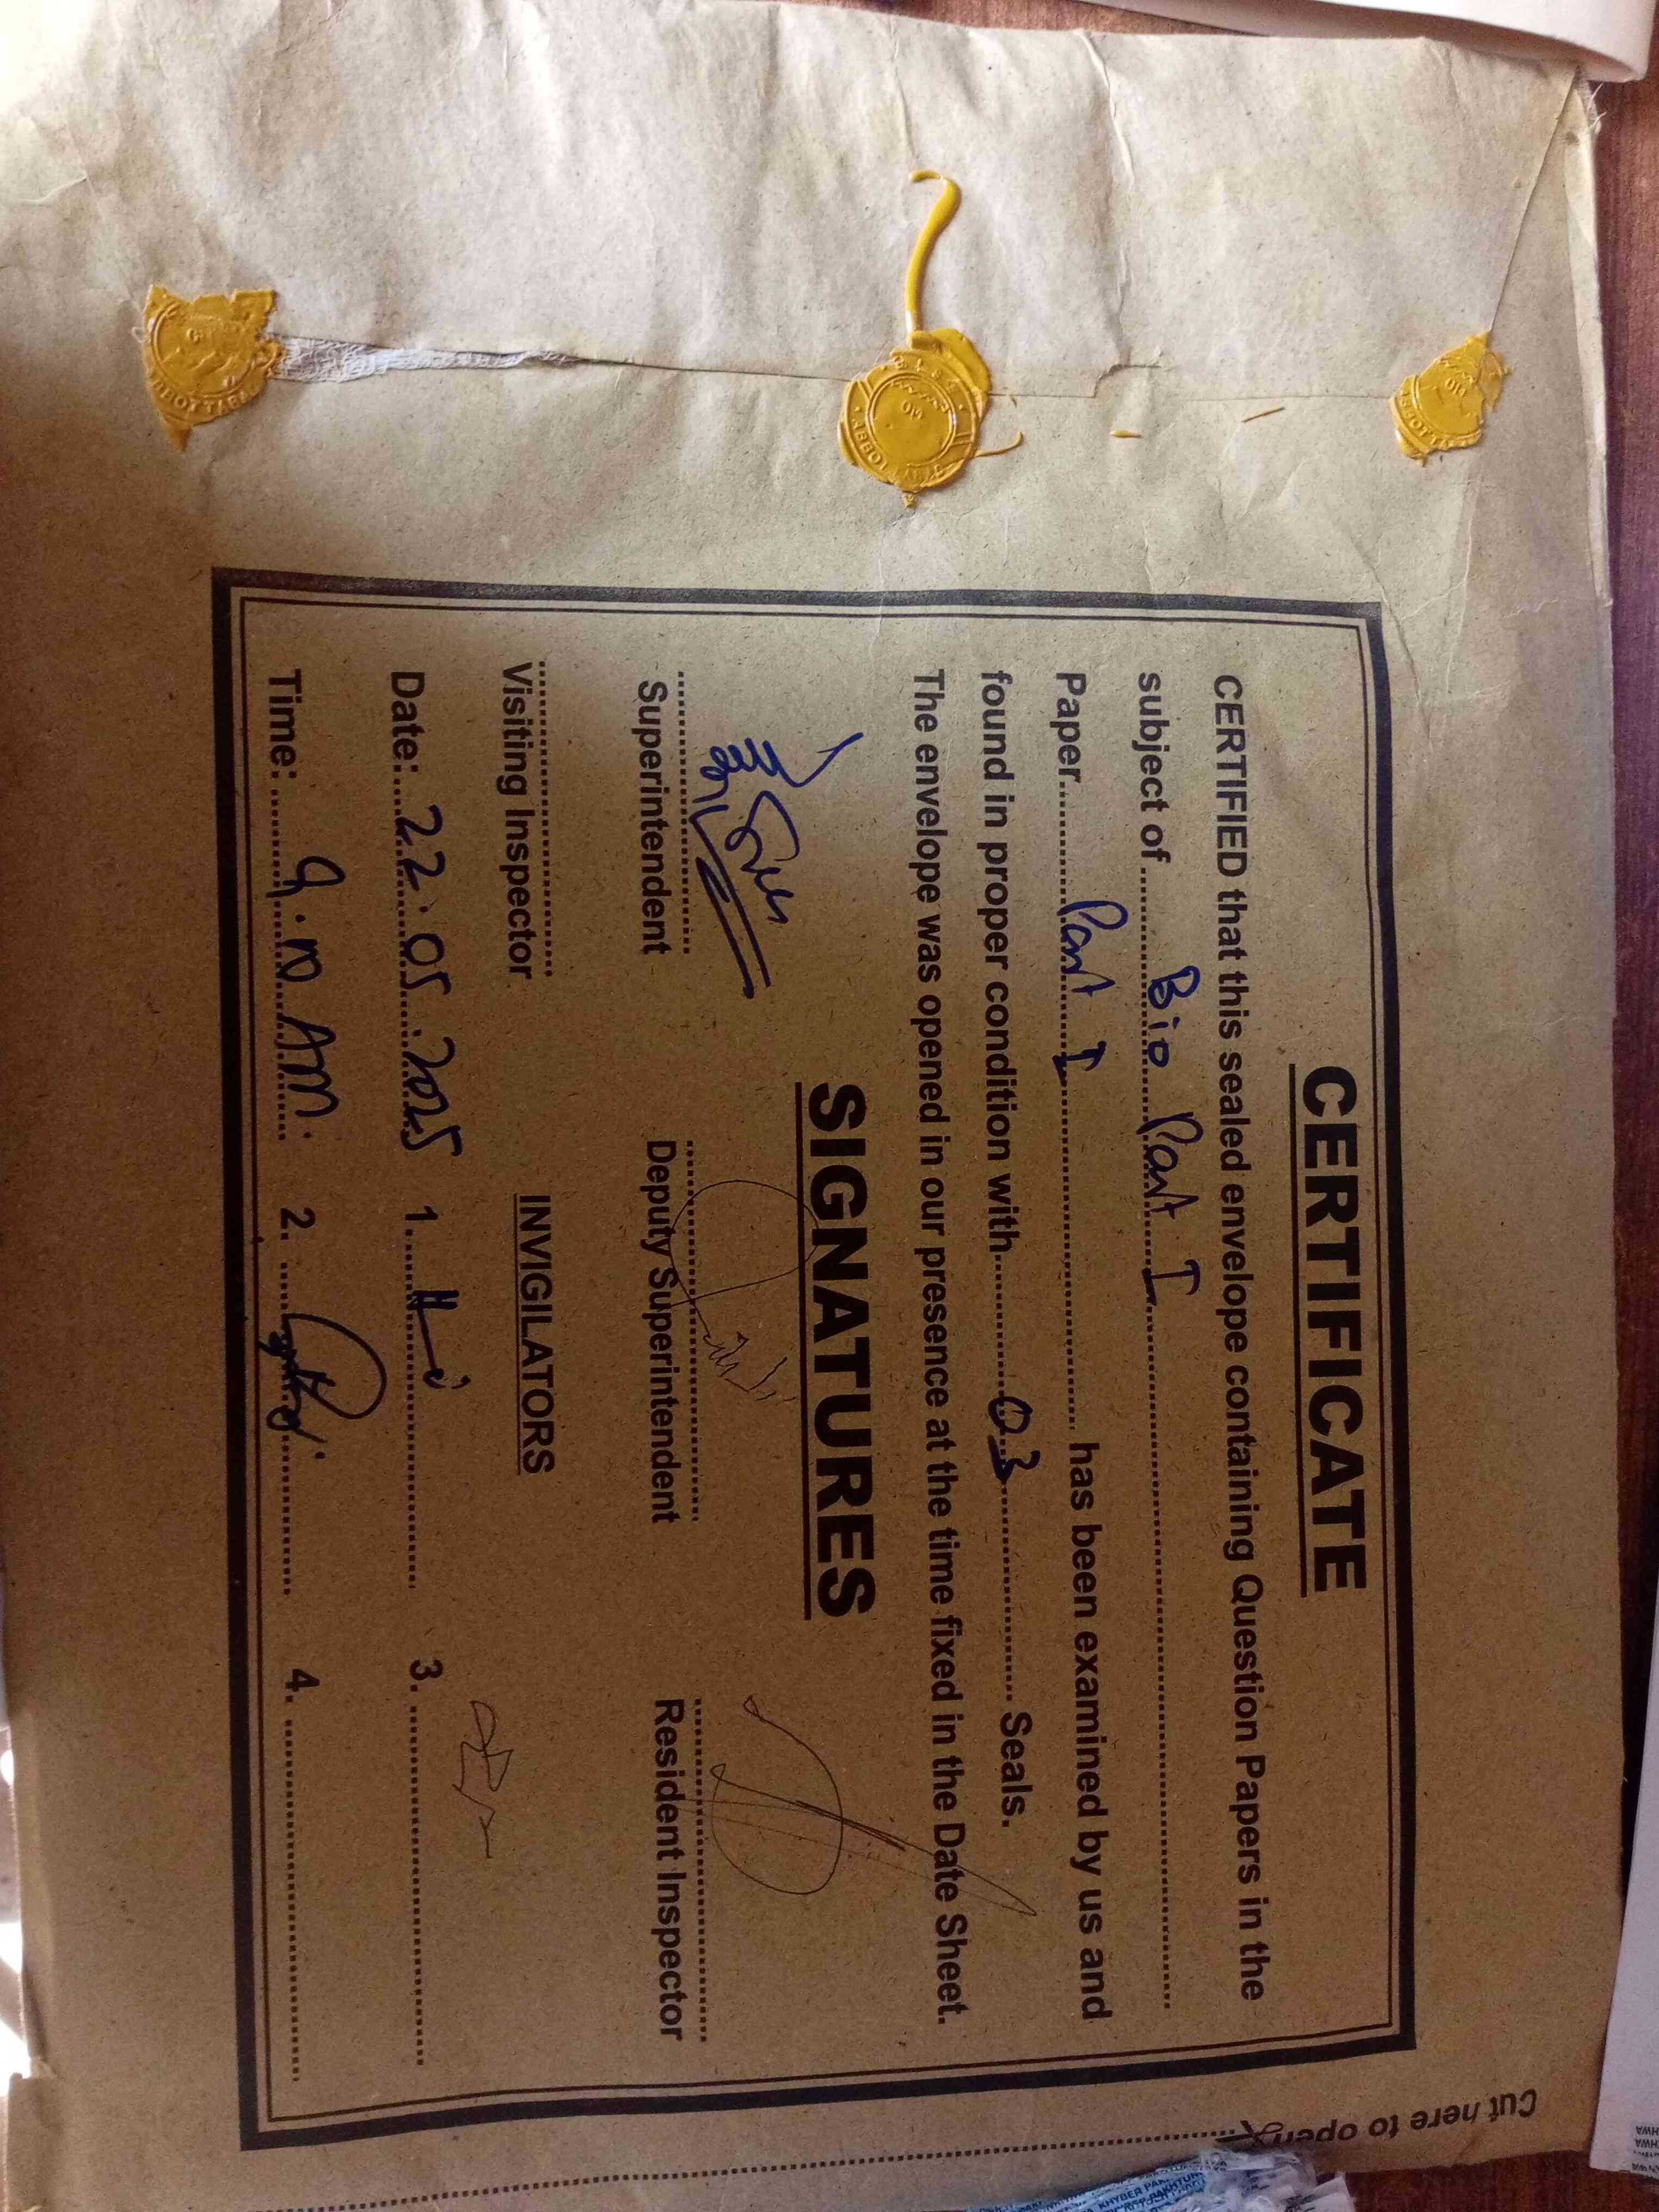 CERTIFICATE
CERTIFIED that this sealed envelope containing Question Papers in the
subject of Bio Part I
Paper Part I has been examined by us and
found in proper condition with 03 Seals.
The envelope was opened in our presence at the time fixed in the Date Sheet.
SIGNATURES
Superintendent Deputy Superintendent Resident Inspector
Visiting Inspector INVIGILATORS
Date: 22.05.2025 1. 3.
Time: 9.10 AM. 2. 4.
Cut here to open
ABBOTTABAD
KHYBER